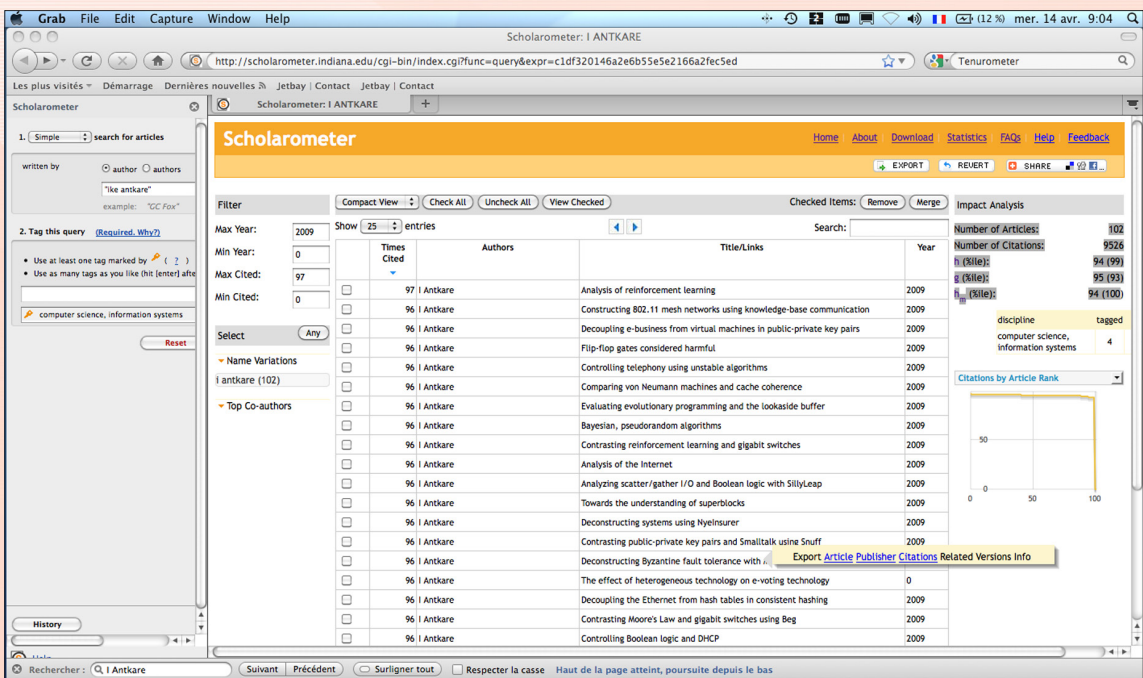 Grab File Edit Capture Window Help (12 %) mer. 14 avr. 9:04
Scholarometer: I ANTKARE
http://scholarometer.indiana.edu/cgi-bin/index.cgi?func=query&expr=c1df320146a2e6b55e5e2166a2fec5ed Tenurometer
Les plus visités Démarrage Dernières nouvelles Jetbay | Contact Jetbay | Contact
Scholarometer
Scholarometer: I ANTKARE
1. Simple search for articles
written by author authors
"ike antkare"
example: "GC Fox"
2. Tag this query (Required. Why?)
Use at least one tag marked by ( ? )
Use as many tags as you like (hit [enter] afte
computer science, information systems
Reset
History
Scholarometer
Home About Download Statistics FAQs Help Feedback
EXPORT REVERT SHARE
Filter
Max Year: 2009
Min Year: 0
Max Cited: 97
Min Cited: 0
Select Any
Name Variations
I antkare (102)
Top Co-authors
Compact View Check All Uncheck All View Checked Checked Items: Remove Merge
Show 25 entries Search:
Times Cited Authors Title/Links Year
97 I Antkare Analysis of reinforcement learning 2009
96 I Antkare Constructing 802.11 mesh networks using knowledge-base communication 2009
96 I Antkare Decoupling e-business from virtual machines in public-private key pairs 2009
96 I Antkare Flip-flop gates considered harmful 2009
96 I Antkare Controlling telephony using unstable algorithms 2009
96 I Antkare Comparing von Neumann machines and cache coherence 2009
96 I Antkare Evaluating evolutionary programming and the lookaside buffer 2009
96 I Antkare Bayesian, pseudorandom algorithms 2009
96 I Antkare Contrasting reinforcement learning and gigabit switches 2009
96 I Antkare Analysis of the Internet 2009
96 I Antkare Analyzing scatter/gather I/O and Boolean logic with SillyLeap 2009
96 I Antkare Towards the understanding of superblocks 2009
96 I Antkare Deconstructing systems using NyeInsurer 2009
96 I Antkare Contrasting public-private key pairs and Smalltalk using Snuff 2009
96 I Antkare Deconstructing Byzantine fault tolerance with
Export Article Publisher Citations Related Versions Info
96 I Antkare The effect of heterogeneous technology on e-voting technology 0
96 I Antkare Decoupling the Ethernet from hash tables in consistent hashing 2009
96 I Antkare Contrasting Moore's Law and gigabit switches using Beg 2009
96 I Antkare Controlling Boolean logic and DHCP 2009
Impact Analysis
Number of Articles: 102
Number of Citations: 9526
h (%ile): 94 (99)
g (%ile): 95 (93)
hm (%ile): 94 (100)
discipline tagged
computer science, information systems 4
Citations by Article Rank
50
0
0 50 100
Rechercher : I Antkare Suivant Précédent Surligner tout Respecter la casse Haut de la page atteint, poursuite depuis le bas